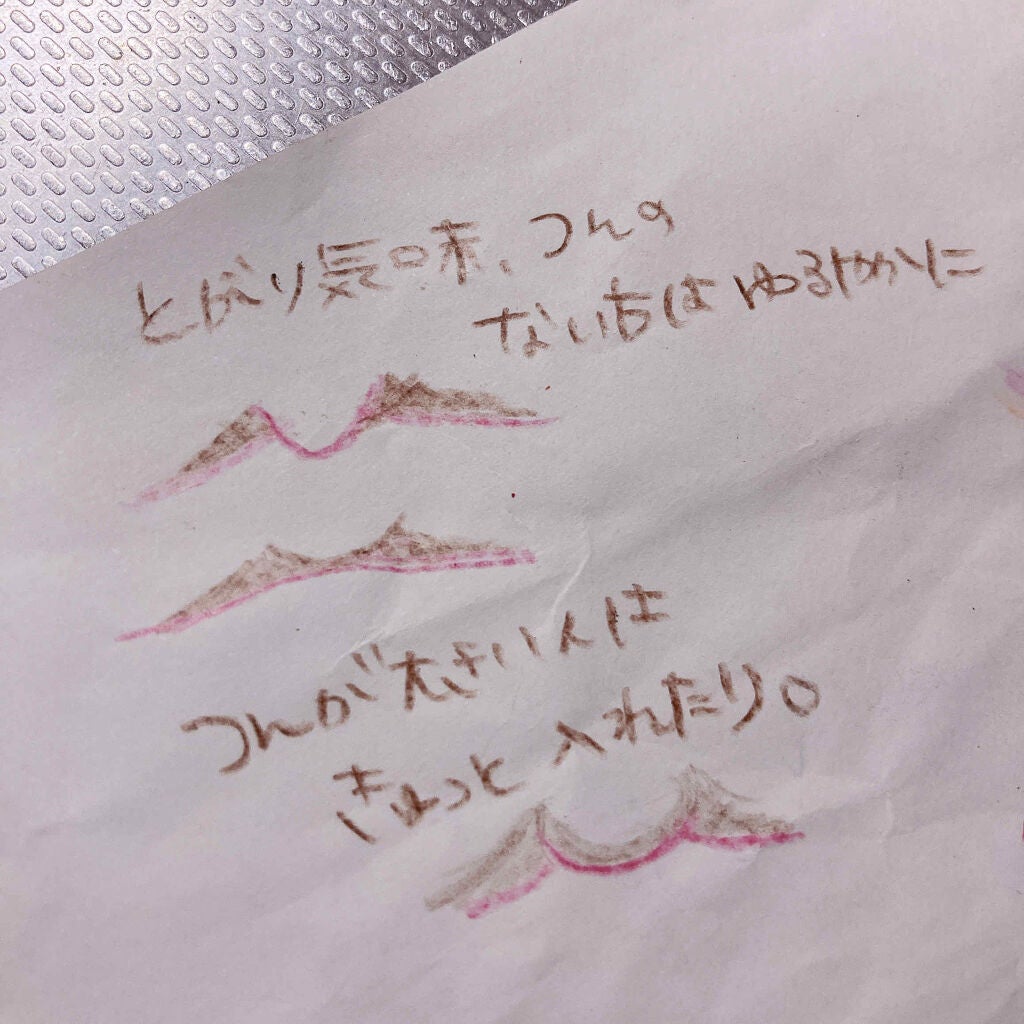 とがり気味、つんの
ない方はゆるやかに
つんが大きい人は
きゅっと入れたり。